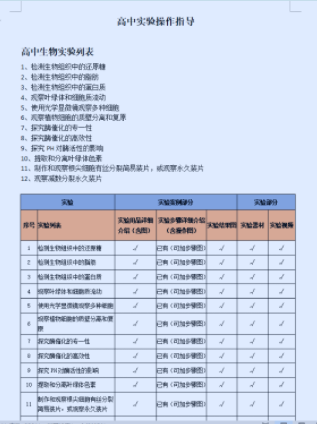 高中实验操作指导
高中生物实验列表
1、检测生物组织中的还原糖
2、检测生物组织中的脂肪
3、检测生物组织中的蛋白质
4、观察叶绿体和细胞质流动
5、使用光学显微镜观察多种细胞
6、观察植物细胞的质壁分离和复原
7、探究酶催化的专一性
8、探究酶催化的高效性
9、探究 PH 对酶活性的影响
10、提取和分离叶绿体色素
11、制作和观察根尖细胞有丝分裂简易装片，或观察永久装片
12、观察减数分裂永久装片
实验 实验案例部分 实验部分
序号 实验列表 实验用品详细介绍（含图） 实验步骤详细介绍（含操作图） 实验结果图 实验器材 实验视频
1 检测生物组织中的还原糖 √ 已有（可加步骤图） √ √ √
2 检测生物组织中的脂肪 √ 已有（可加步骤图） √ √ √
3 检测生物组织中的蛋白质 √ 已有（可加步骤图） √ √ √
4 观察叶绿体和细胞质流动 √ 已有（可加步骤图） √ √ √
5 使用光学显微镜观察多种细胞 √ 已有（可加步骤图） √ √ √
6 观察植物细胞的质壁分离和复原 √ 已有（可加步骤图） √ √ √
7 探究酶催化的专一性 √ 已有（可加步骤图） √ √ √
8 探究酶催化的高效性 √ 已有（可加步骤图） √ √ √
9 探究 PH 对酶活性的影响 √ 已有（可加步骤图） √ √ √
10 提取和分离叶绿体色素 √ 已有（可加步骤图） √ √ √
11 制作和观察根尖细胞有丝分裂简易装片，或观察永久装片 √ 已有（可加步骤图） √ √ √